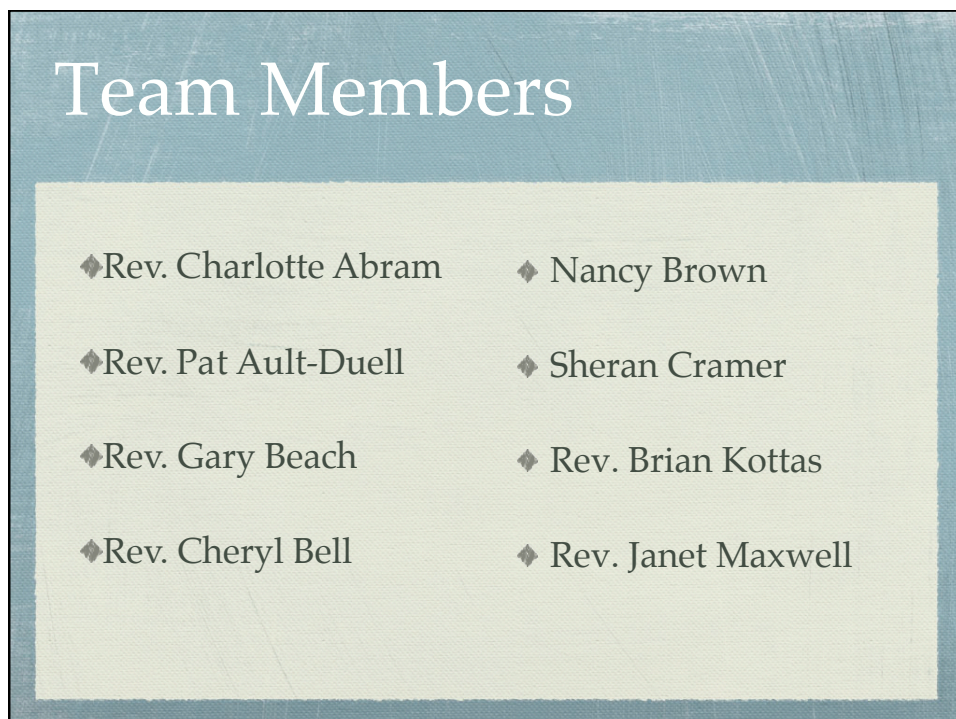 Team Members
Rev. Charlotte Abram
Rev. Pat Ault-Duell
Rev. Gary Beach
Rev. Cheryl Bell
Nancy Brown
Sheran Cramer
Rev. Brian Kottas
Rev. Janet Maxwell